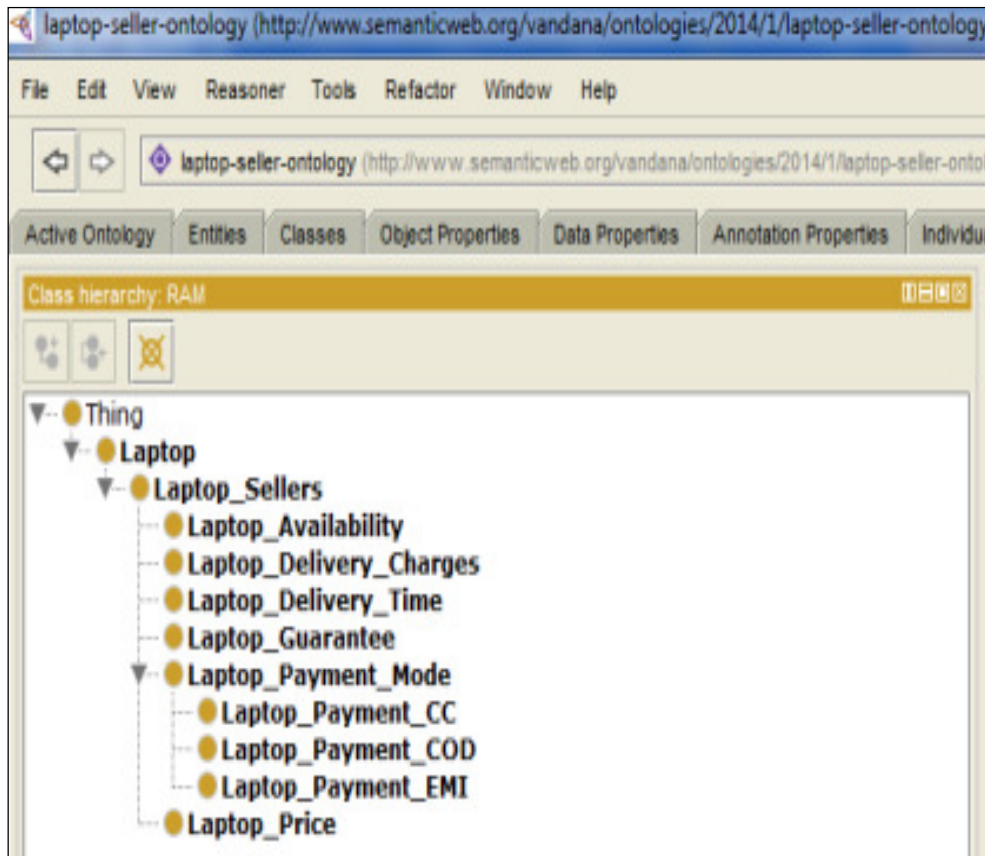 laptop-seller-ontology (http://www.semanticweb.org/vandana/ontologies/2014/1/laptop-seller-ontology
File Edit View Reasoner Tools Refactor Window Help
laptop-seller-ontology (http://www.semanticweb.org/vandana/ontologies/2014/1/laptop-seller-onto
Active Ontology Entities Classes Object Properties Data Properties Annotation Properties Individu
Class hierarchy: RAM
Thing
Laptop
Laptop_Sellers
Laptop_Availability
Laptop_Delivery_Charges
Laptop_Delivery_Time
Laptop_Guarantee
Laptop_Payment_Mode
Laptop_Payment_CC
Laptop_Payment_COD
Laptop_Payment_EMI
Laptop_Price